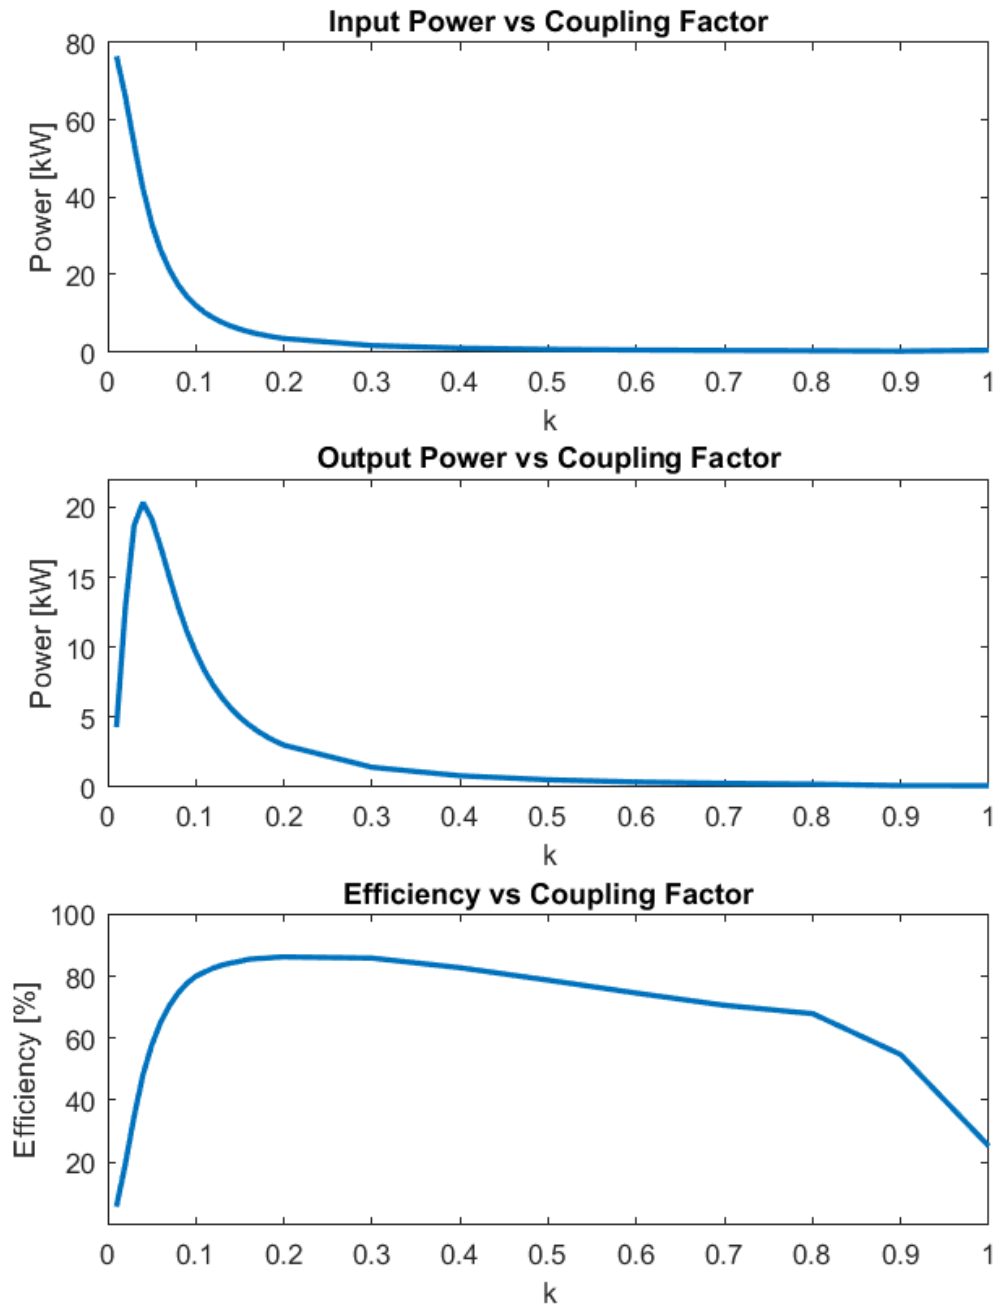 Input Power vs Coupling Factor
80
60
40
20
0
Power [kW]
0 0.1 0.2 0.3 0.4 0.5 0.6 0.7 0.8 0.9 1
k
Output Power vs Coupling Factor
20
15
10
5
0
Power [kW]
0 0.1 0.2 0.3 0.4 0.5 0.6 0.7 0.8 0.9 1
k
Efficiency vs Coupling Factor
100
80
60
40
20
Efficiency [%]
0 0.1 0.2 0.3 0.4 0.5 0.6 0.7 0.8 0.9 1
k